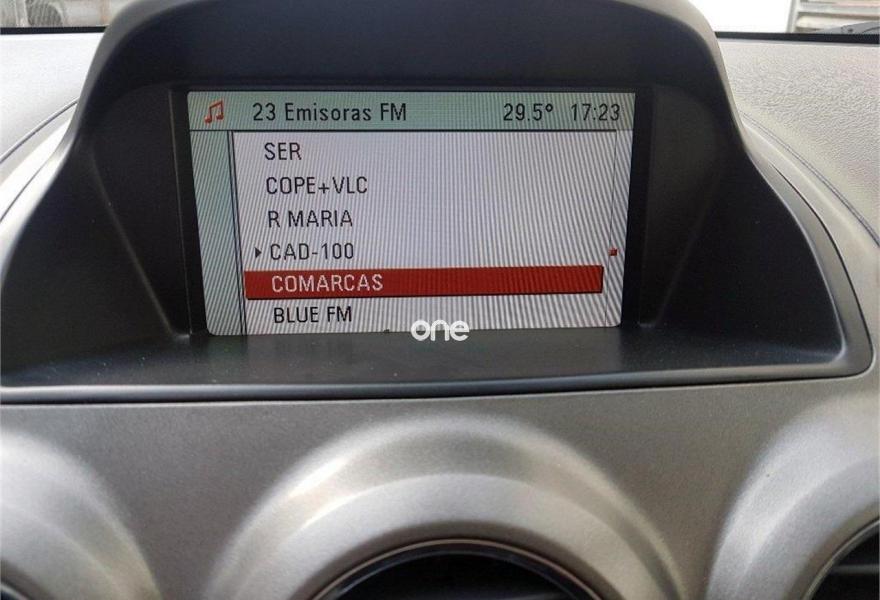 23 Emisoras FM 29.5° 17:23
SER
COPE+VLC
R MARIA
CAD-100
COMARCAS
BLUE FM
one